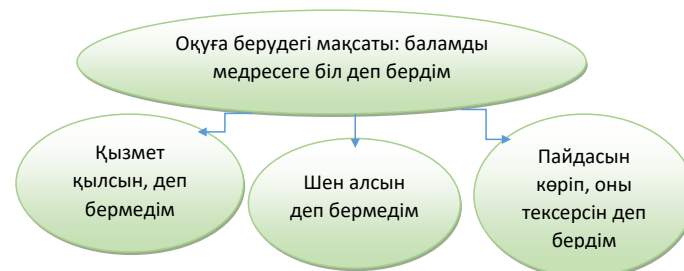 Оқуға берудегі мақсаты: баламды
медресеге біл деп бердім
Қызмет
қылсын, деп
бермедім
Шен алсын
деп бермедім
Пайдасын
көріп, оны
тексерсін деп
бердім